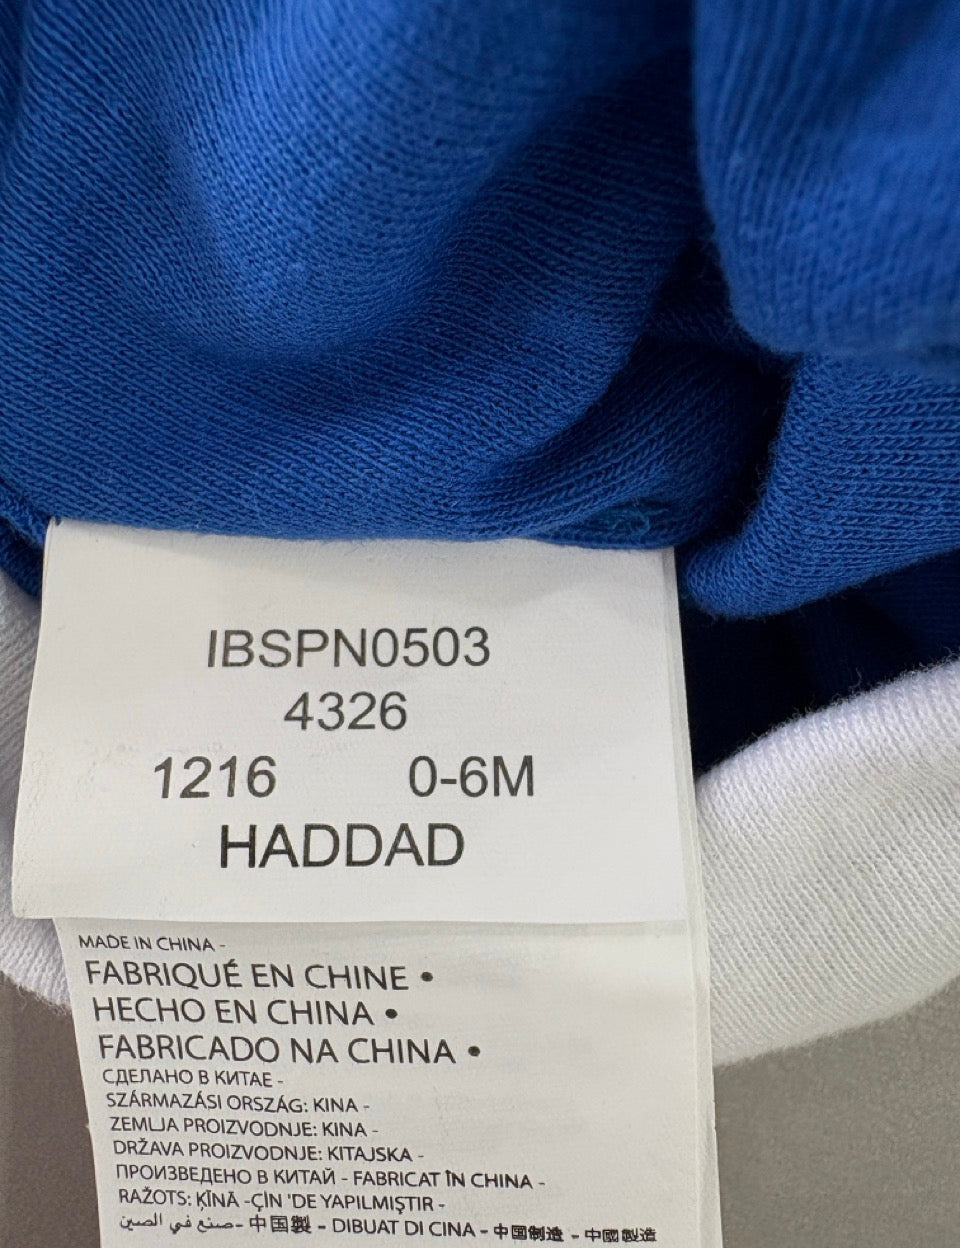 IBSPN0503
4326
1216 0-6M
HADDAD
MADE IN CHINA -
FABRIQUÉ EN CHINE •
HECHO EN CHINA •
FABRICADO NA CHINA •
СДЕЛАНО В КИТАЕ -
SZÁRMAZÁSI ORSZÁG: KINA -
ZEMLJA PROIZVODNJE: KINA -
DRŽAVA PROIZVODNJE: KITAJSKA -
ПРОИЗВЕДЕНО В КИТАЙ - FABRICAT ÎN CHINA -
RAŽOTS: ĶĪNĀ -ÇİN 'DE YAPILMIŞTIR -
صنع في الصين- 中国製 - DIBUAT DI CINA - 中国制造 - 中國製造